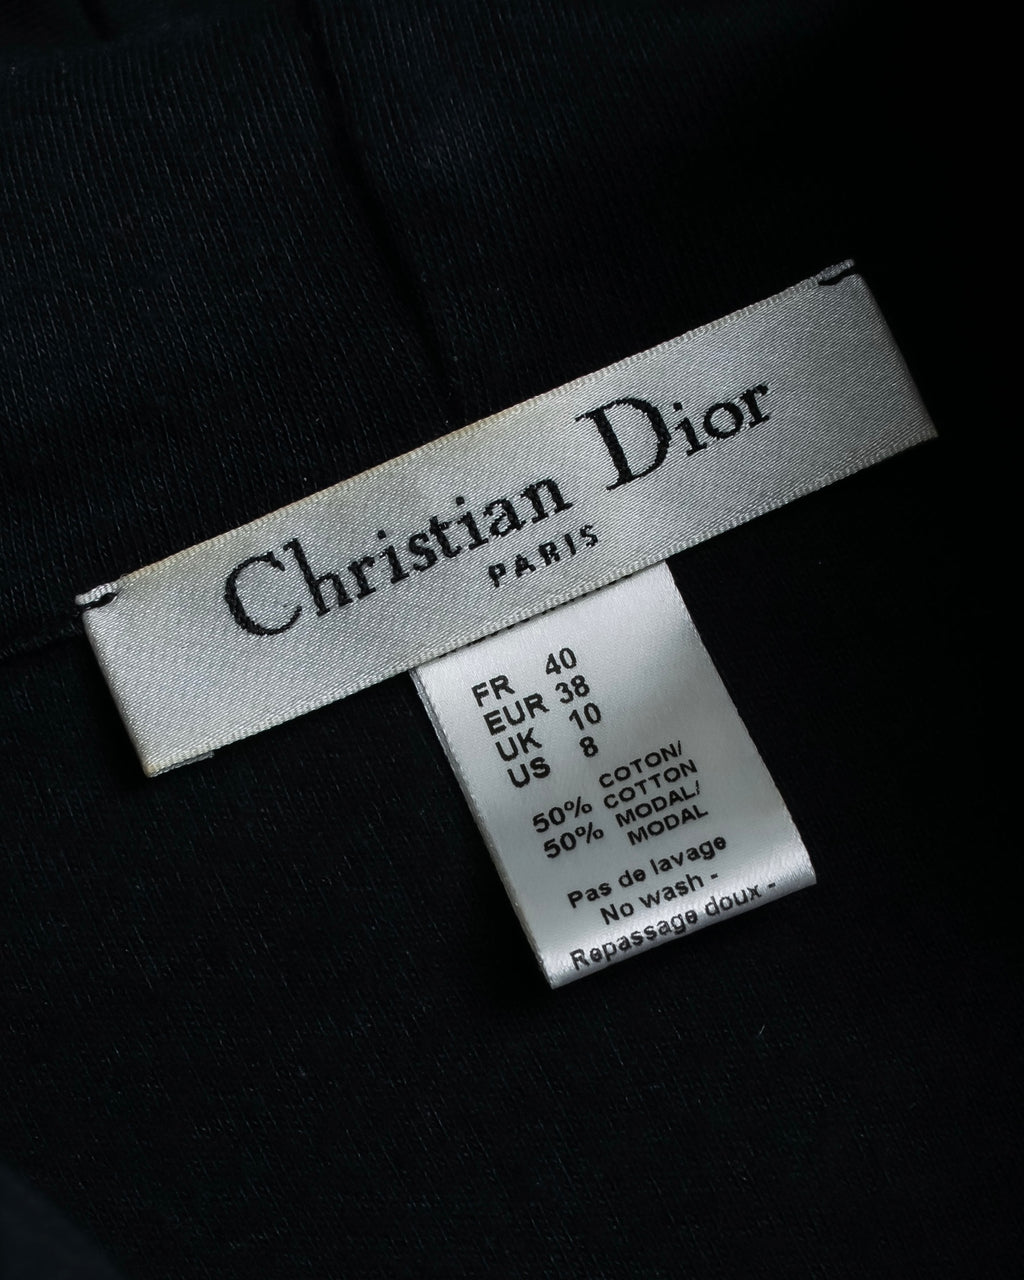 Christian Dior
PARIS
FR 40
EUR 38
UK 10
US 8
COTON/
50% COTTON
MODAL/
50% MODAL
Pas de lavage
No wash -
Repassage doux -